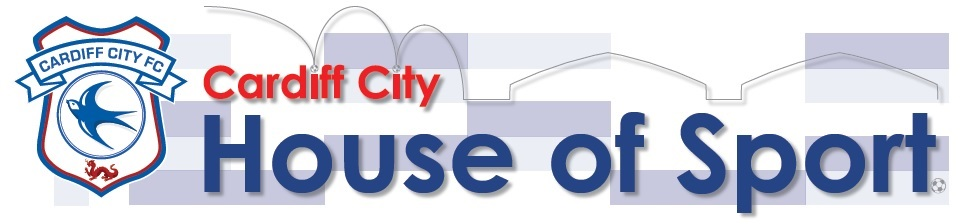 CARDIFF CITY FC
Cardiff City
House of Sport